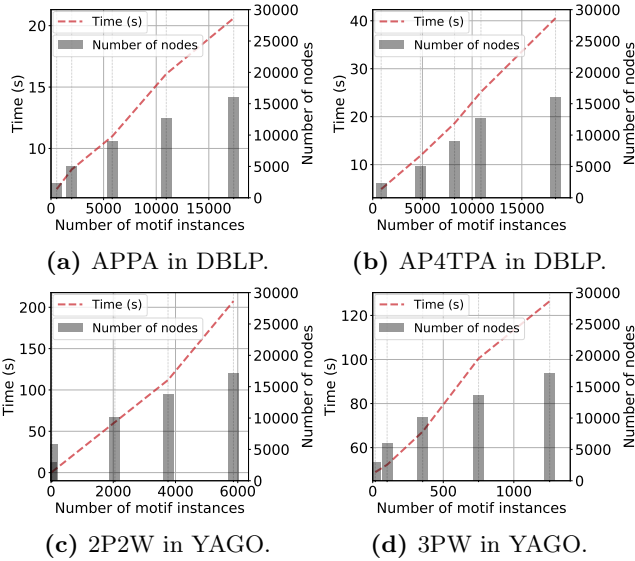 20
15
10
Time (s)
Time (s)
Number of nodes
30000
25000
20000
15000
10000
5000
0
Number of nodes
0 5000 10000 15000
Number of motif instances
(a) APPA in DBLP.
40
30
20
10
Time (s)
Time (s)
Number of nodes
30000
25000
20000
15000
10000
5000
0
Number of nodes
0 5000 10000 15000
Number of motif instances
(b) AP4TPA in DBLP.
200
150
100
50
0
Time (s)
Time (s)
Number of nodes
30000
25000
20000
15000
10000
5000
0
Number of nodes
0 2000 4000 6000
Number of motif instances
(c) 2P2W in YAGO.
120
100
80
60
Time (s)
Time (s)
Number of nodes
30000
25000
20000
15000
10000
5000
0
Number of nodes
0 500 1000
Number of motif instances
(d) 3PW in YAGO.